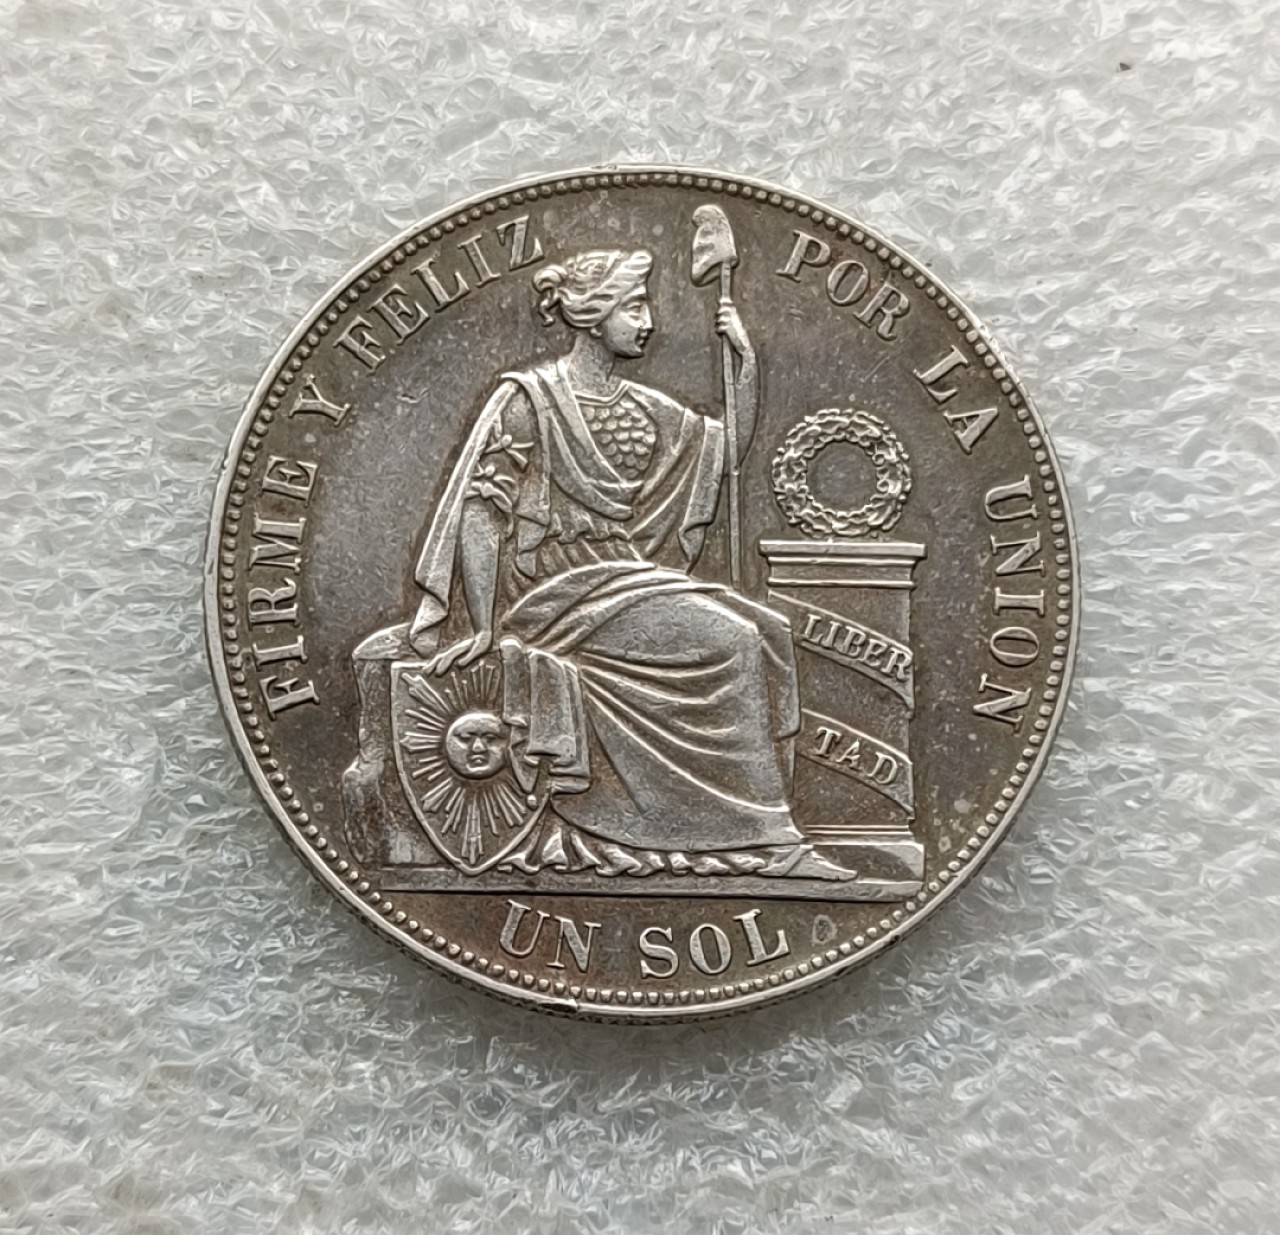 FIRME Y FELIZ POR LA UNION
LIBER
TAD
UN SOL